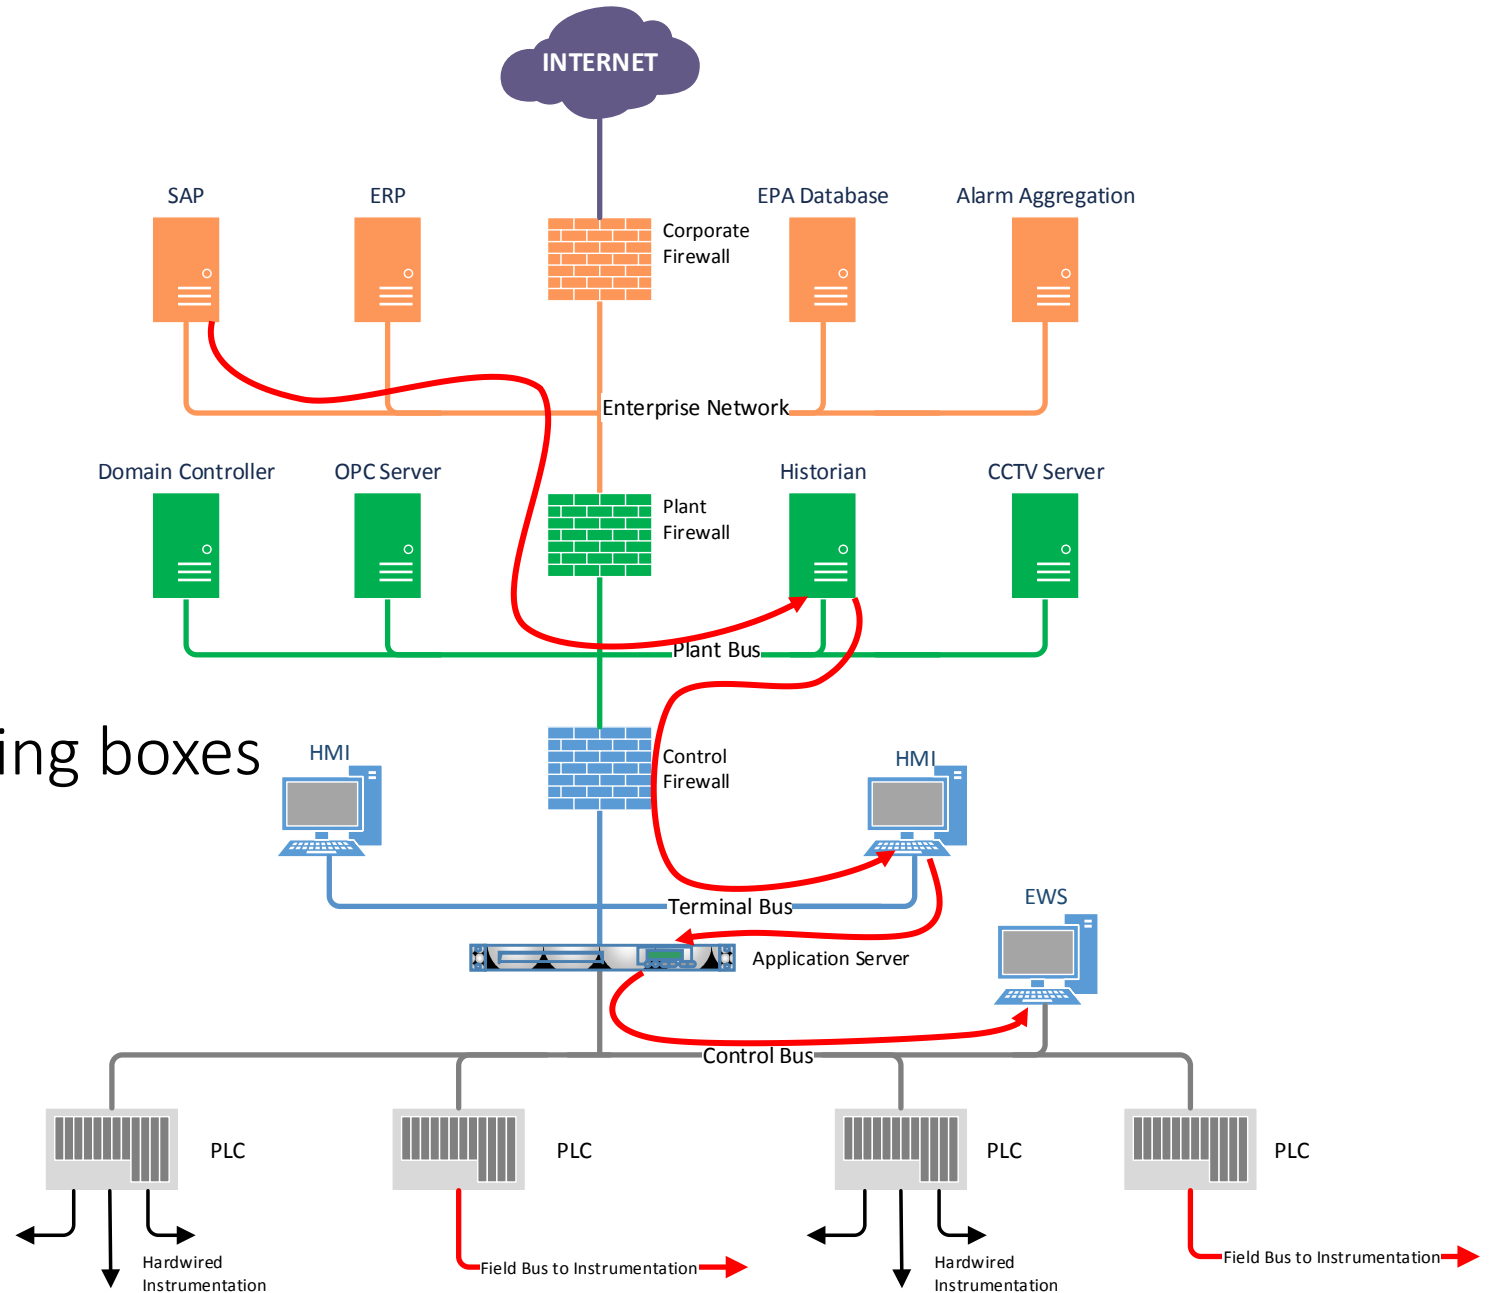 INTERNET
SAP
ERP
EPA Database
Alarm Aggregation
Corporate
Firewall
Enterprise Network
Domain Controller
OPC Server
Historian
CCTV Server
Plant
Firewall
Plant Bus
ing boxes
HMI
Control
Firewall
HMI
Terminal Bus
EWS
Application Server
Control Bus
PLC
PLC
PLC
PLC
Hardwired
Instrumentation
Field Bus to Instrumentation
Hardwired
Instrumentation
Field Bus to Instrumentation